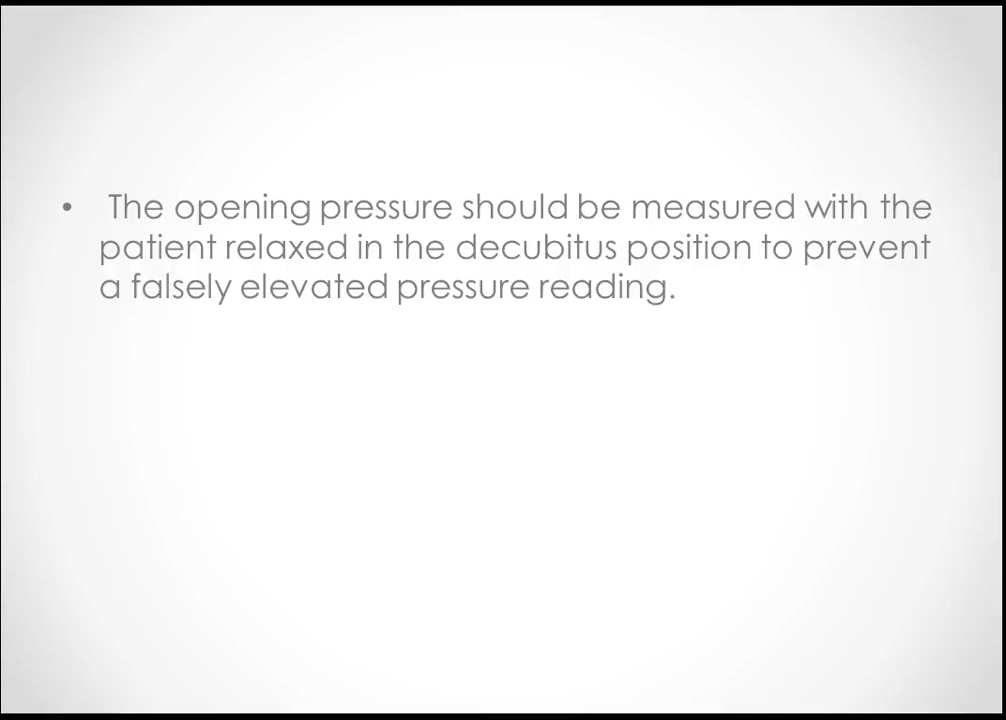 • The opening pressure should be measured with the
patient relaxed in the decubitus position to prevent
a falsely elevated pressure reading.